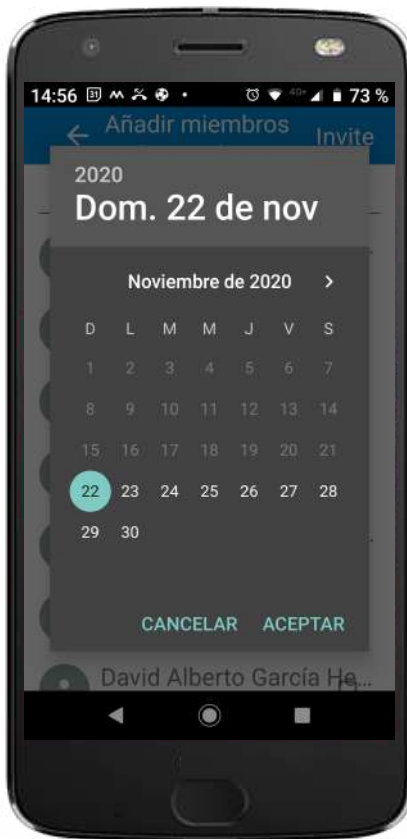 14:56 31 4G+ 73 %
Añadir miembros Invite
2020
Dom. 22 de nov
Noviembre de 2020
D L M M J V S
1 2 3 4 5 6 7
8 9 10 11 12 13 14
15 16 17 18 19 20 21
22 23 24 25 26 27 28
29 30
CANCELAR ACEPTAR
David Alberto García He...